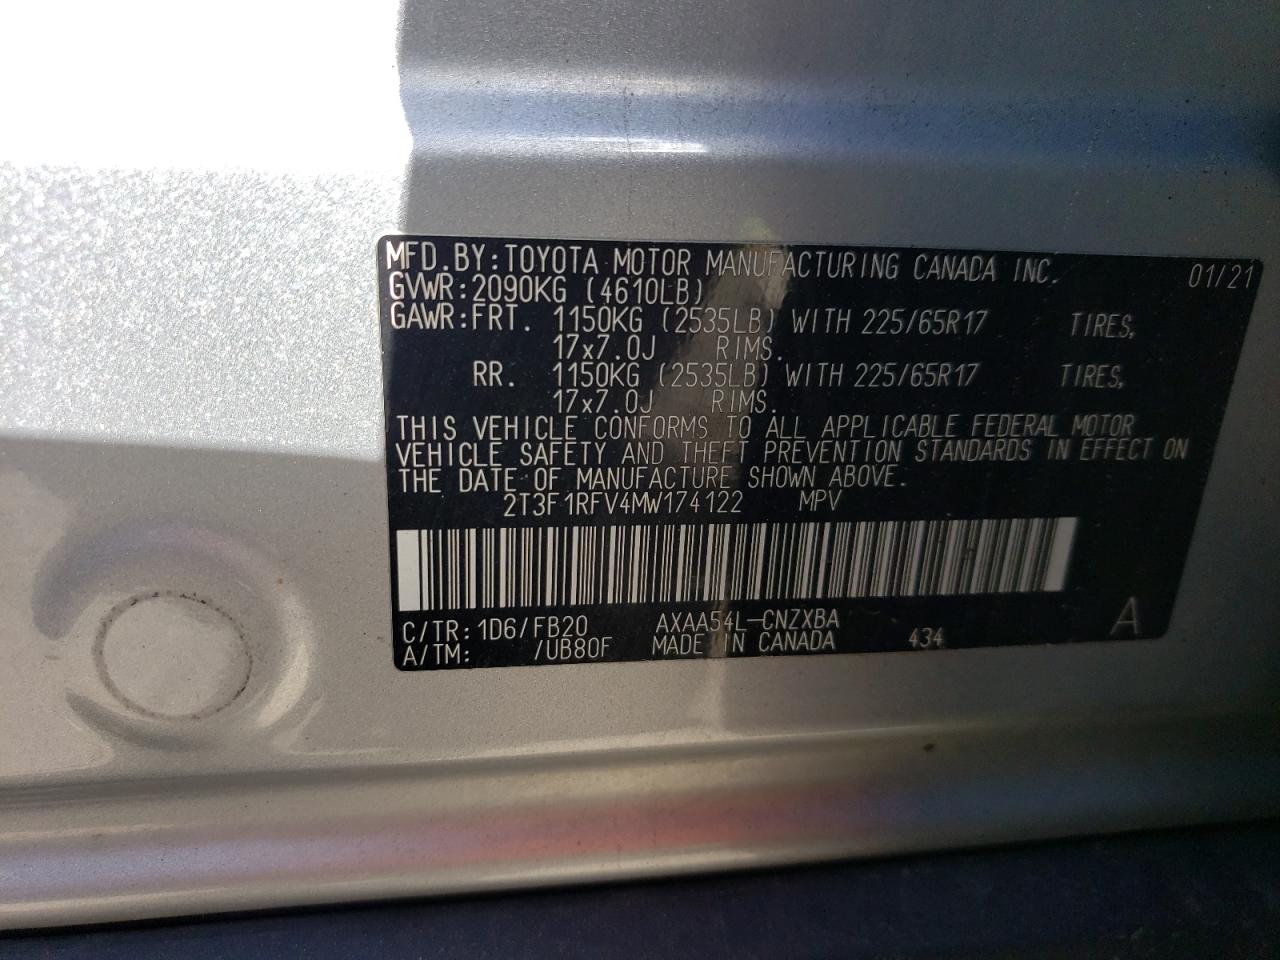 MFD.BY:TOYOTA MOTOR MANUFACTURING CANADA INC. 01/21
GVWR:2090KG (4610LB)
GAWR:FRT. 1150KG (2535LB) WITH 225/65R17 TIRES,
17x7.0J RIMS.
RR. 1150KG (2535LB) WITH 225/65R17 TIRES,
17x7.0J RIMS.
THIS VEHICLE CONFORMS TO ALL APPLICABLE FEDERAL MOTOR
VEHICLE SAFETY AND THEFT PREVENTION STANDARDS IN EFFECT ON
THE DATE OF MANUFACTURE SHOWN ABOVE.
2T3F1RFV4MW174122 MPV
C/TR:1D6/FB20 AXAA54L-CNZXBA
A/TM: /UB80F MADE IN CANADA 434 A